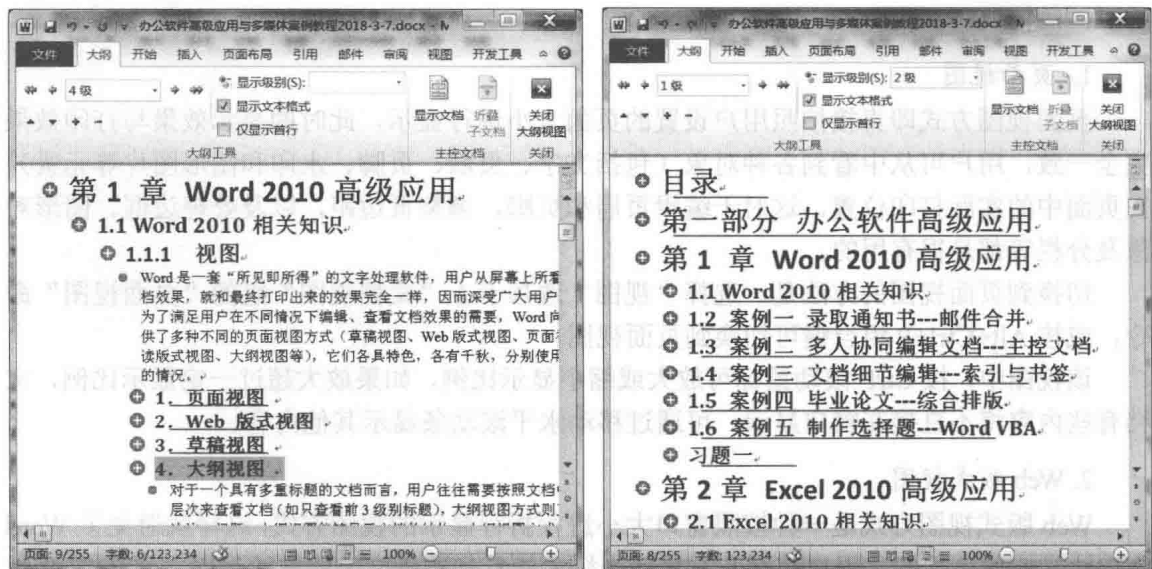 办公软件高级应用与多媒体案例教程2018-3-7.docx -
文件 大纲 开始 插入 页面布局 引用 邮件 审阅 视图 开发工具
4级
显示级别(S):
显示文本格式
仅显示首行
大纲工具
显示文档 折叠子文档
主控文档
关闭大纲视图
关闭
第 1 章 Word 2010 高级应用
1.1 Word 2010 相关知识
1.1.1 视图
Word 是一套“所见即所得”的文字处理软件，用户从屏幕上所看
档效果，就和最终打印出来的效果完全一样，因而深受广大用户
为了满足用户在不同情况下编辑、查看文档效果的需要，Word 向
供了多种不同的页面视图方式（草稿视图、Web 版式视图、页面
读版式视图、大纲视图等），它们各具特色，各有千秋，分别使用
的情况。
1. 页面视图
2. Web 版式视图
3. 草稿视图
4. 大纲视图
对于一个具有多重标题的文档而言，用户往往需要按照文档
层次来查看文档（如只查看前 3 级别标题），大纲视图方式则
页面: 9/255 字数: 6/123,234 100%
办公软件高级应用与多媒体案例教程2018-3-7.docx -
文件 大纲 开始 插入 页面布局 引用 邮件 审阅 视图 开发工具
1级
显示级别(S): 2级
显示文本格式
仅显示首行
大纲工具
显示文档 折叠子文档
主控文档
关闭大纲视图
关闭
目录
第一部分 办公软件高级应用
第 1 章 Word 2010 高级应用
1.1 Word 2010 相关知识
1.2 案例一 录取通知书---邮件合并
1.3 案例二 多人协同编辑文档--主控文档
1.4 案例三 文档细节编辑---索引与书签
1.5 案例四 毕业论文---综合排版
1.6 案例五 制作选择题---Word VBA
习题一
第 2 章 Excel 2010 高级应用
2.1 Excel 2010 相关知识
页面: 8/255 字数: 123,234 100%